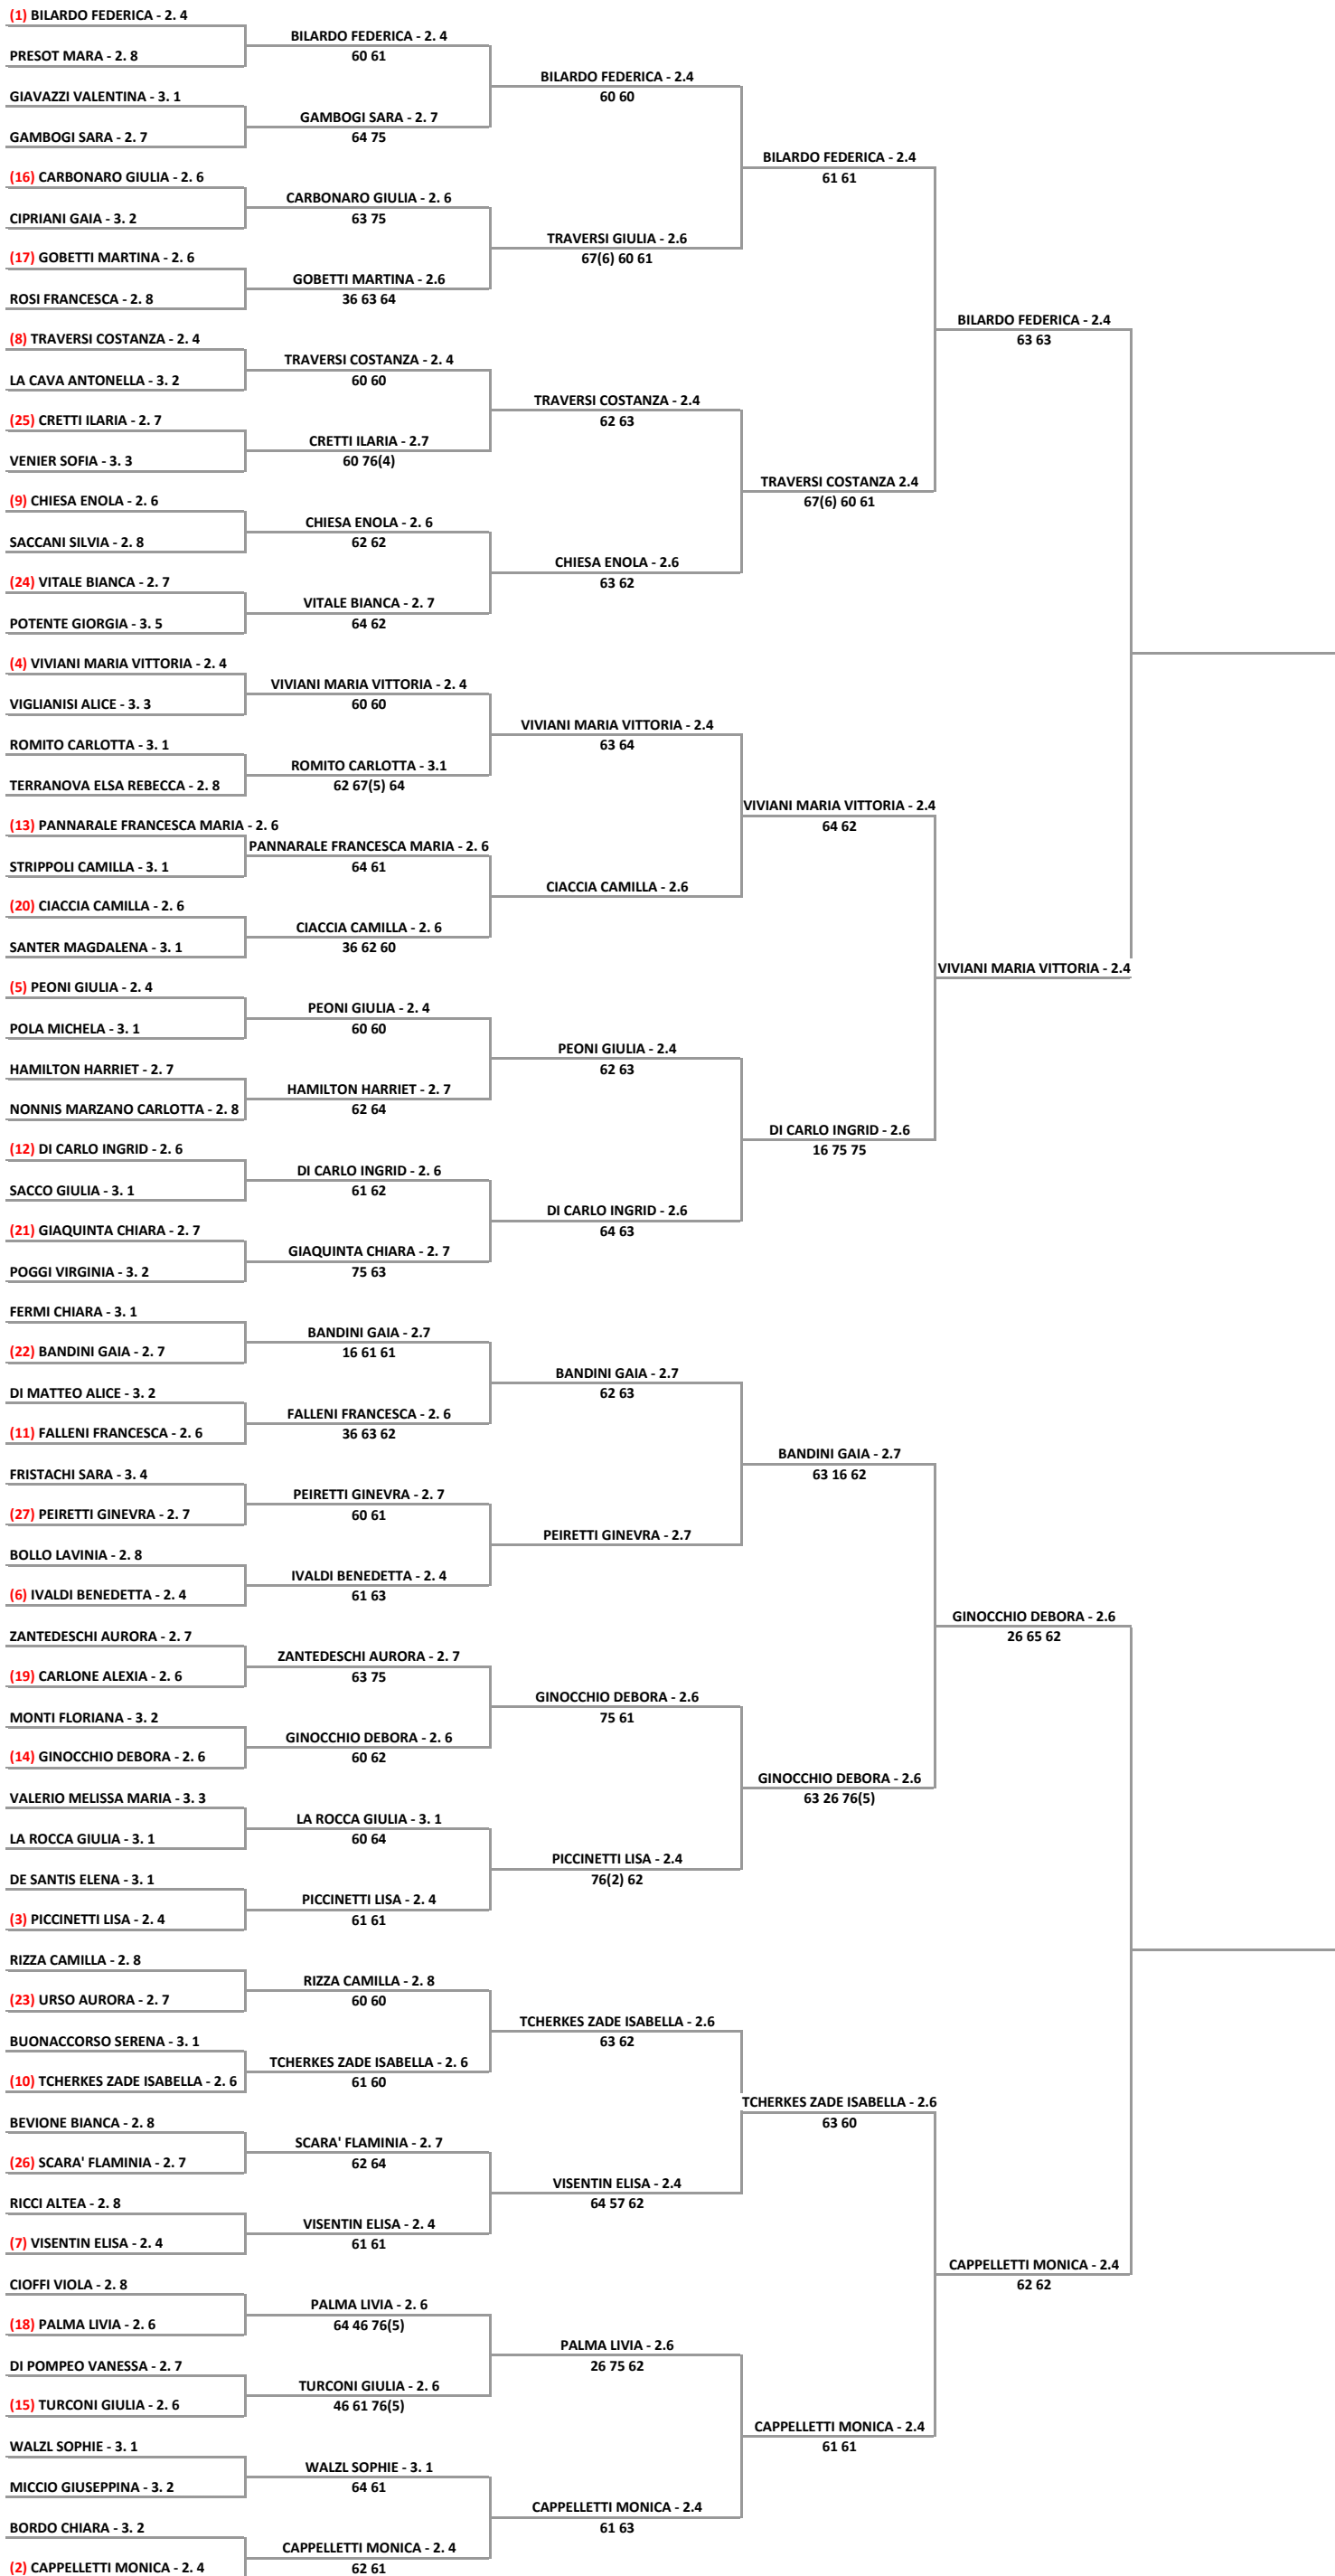 (1) BILARDO FEDERICA - 2. 4
PRESOT MARA - 2. 8
GIAVAZZI VALENTINA - 3. 1
GAMBOGI SARA - 2. 7
(16) CARBONARO GIULIA - 2. 6
CIPRIANI GAIA - 3. 2
(17) GOBETTI MARTINA - 2. 6
ROSI FRANCESCA - 2. 8
(8) TRAVERSI COSTANZA - 2. 4
LA CAVA ANTONELLA - 3. 2
(25) CRETTI ILARIA - 2. 7
VENIER SOFIA - 3. 3
(9) CHIESA ENOLA - 2. 6
SACCANI SILVIA - 2. 8
(24) VITALE BIANCA - 2. 7
POTENTE GIORGIA - 3. 5
(4) VIVIANI MARIA VITTORIA - 2. 4
VIGLIANISI ALICE - 3. 3
ROMITO CARLOTTA - 3. 1
TERRANOVA ELSA REBECCA - 2. 8
(13) PANNARALE FRANCESCA MARIA - 2. 6
STRIPPOLI CAMILLA - 3. 1
(20) CIACCIA CAMILLA - 2. 6
SANTER MAGDALENA - 3. 1
(5) PEONI GIULIA - 2. 4
POLA MICHELA - 3. 1
HAMILTON HARRIET - 2. 7
NONNIS MARZANO CARLOTTA - 2. 8
(12) DI CARLO INGRID - 2. 6
SACCO GIULIA - 3. 1
(21) GIAQUINTA CHIARA - 2. 7
POGGI VIRGINIA - 3. 2
FERMI CHIARA - 3. 1
(22) BANDINI GAIA - 2. 7
DI MATTEO ALICE - 3. 2
(11) FALLENI FRANCESCA - 2. 6
FRISTACHI SARA - 3. 4
(27) PEIRETTI GINEVRA - 2. 7
BOLLO LAVINIA - 2. 8
(6) IVALDI BENEDETTA - 2. 4
ZANTEDESCHI AURORA - 2. 7
(19) CARLONE ALEXIA - 2. 6
MONTI FLORIANA - 3. 2
(14) GINOCCHIO DEBORA - 2. 6
VALERIO MELISSA MARIA - 3. 3
LA ROCCA GIULIA - 3. 1
DE SANTIS ELENA - 3. 1
(3) PICCINETTI LISA - 2. 4
RIZZA CAMILLA - 2. 8
(23) URSO AURORA - 2. 7
BUONACCORSO SERENA - 3. 1
(10) TCHERKES ZADE ISABELLA - 2. 6
BEVIONE BIANCA - 2. 8
(26) SCARA' FLAMINIA - 2. 7
RICCI ALTEA - 2. 8
(7) VISENTIN ELISA - 2. 4
CIOFFI VIOLA - 2. 8
(18) PALMA LIVIA - 2. 6
DI POMPEO VANESSA - 2. 7
(15) TURCONI GIULIA - 2. 6
WALZL SOPHIE - 3. 1
MICCIO GIUSEPPINA - 3. 2
BORDO CHIARA - 3. 2
(2) CAPPELLETTI MONICA - 2. 4
BILARDO FEDERICA - 2. 4
60 61
GAMBOGI SARA - 2. 7
64 75
CARBONARO GIULIA - 2. 6
63 75
GOBETTI MARTINA - 2.6
36 63 64
TRAVERSI COSTANZA - 2. 4
60 60
CRETTI ILARIA - 2.7
60 76(4)
CHIESA ENOLA - 2. 6
62 62
VITALE BIANCA - 2. 7
64 62
VIVIANI MARIA VITTORIA - 2. 4
60 60
ROMITO CARLOTTA - 3.1
62 67(5) 64
PANNARALE FRANCESCA MARIA - 2. 6
64 61
CIACCIA CAMILLA - 2. 6
36 62 60
PEONI GIULIA - 2. 4
60 60
HAMILTON HARRIET - 2. 7
62 64
DI CARLO INGRID - 2. 6
61 62
GIAQUINTA CHIARA - 2. 7
75 63
BANDINI GAIA - 2.7
16 61 61
FALLENI FRANCESCA - 2. 6
36 63 62
PEIRETTI GINEVRA - 2. 7
60 61
IVALDI BENEDETTA - 2. 4
61 63
ZANTEDESCHI AURORA - 2. 7
63 75
GINOCCHIO DEBORA - 2. 6
60 62
LA ROCCA GIULIA - 3. 1
60 64
PICCINETTI LISA - 2. 4
61 61
RIZZA CAMILLA - 2. 8
60 60
TCHERKES ZADE ISABELLA - 2. 6
61 60
SCARA' FLAMINIA - 2. 7
62 64
VISENTIN ELISA - 2. 4
61 61
PALMA LIVIA - 2. 6
64 46 76(5)
TURCONI GIULIA - 2. 6
46 61 76(5)
WALZL SOPHIE - 3. 1
64 61
CAPPELLETTI MONICA - 2. 4
62 61
BILARDO FEDERICA - 2.4
60 60
TRAVERSI GIULIA - 2.6
67(6) 60 61
TRAVERSI COSTANZA - 2.4
62 63
CHIESA ENOLA - 2.6
63 62
VIVIANI MARIA VITTORIA - 2.4
63 64
CIACCIA CAMILLA - 2.6
PEONI GIULIA - 2.4
62 63
DI CARLO INGRID - 2.6
64 63
BANDINI GAIA - 2.7
62 63
PEIRETTI GINEVRA - 2.7
GINOCCHIO DEBORA - 2.6
75 61
PICCINETTI LISA - 2.4
76(2) 62
TCHERKES ZADE ISABELLA - 2.6
63 62
VISENTIN ELISA - 2.4
64 57 62
PALMA LIVIA - 2.6
26 75 62
CAPPELLETTI MONICA - 2.4
61 63
BILARDO FEDERICA - 2.4
61 61
TRAVERSI COSTANZA 2.4
67(6) 60 61
VIVIANI MARIA VITTORIA - 2.4
64 62
DI CARLO INGRID - 2.6
16 75 75
BANDINI GAIA - 2.7
63 16 62
GINOCCHIO DEBORA - 2.6
63 26 76(5)
TCHERKES ZADE ISABELLA - 2.6
63 60
CAPPELLETTI MONICA - 2.4
61 61
BILARDO FEDERICA - 2.4
63 63
VIVIANI MARIA VITTORIA - 2.4
GINOCCHIO DEBORA - 2.6
26 65 62
CAPPELLETTI MONICA - 2.4
62 62